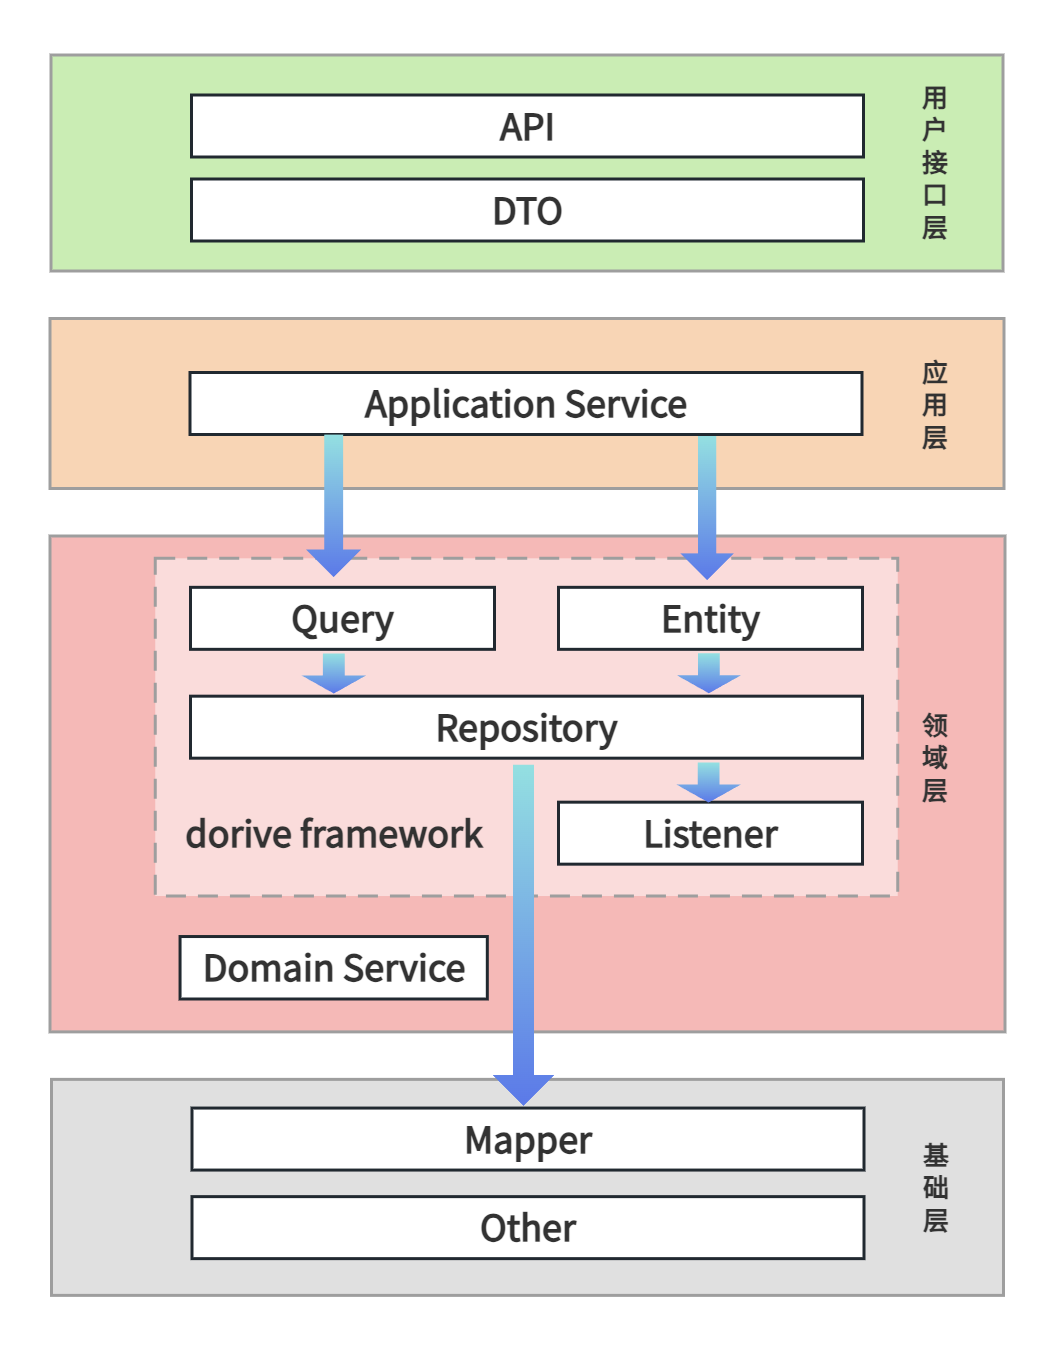 API
DTO
用户接口层
Application Service
应用层
Query
Entity
Repository
Listener
dorive framework
Domain Service
领域层
Mapper
Other
基础层